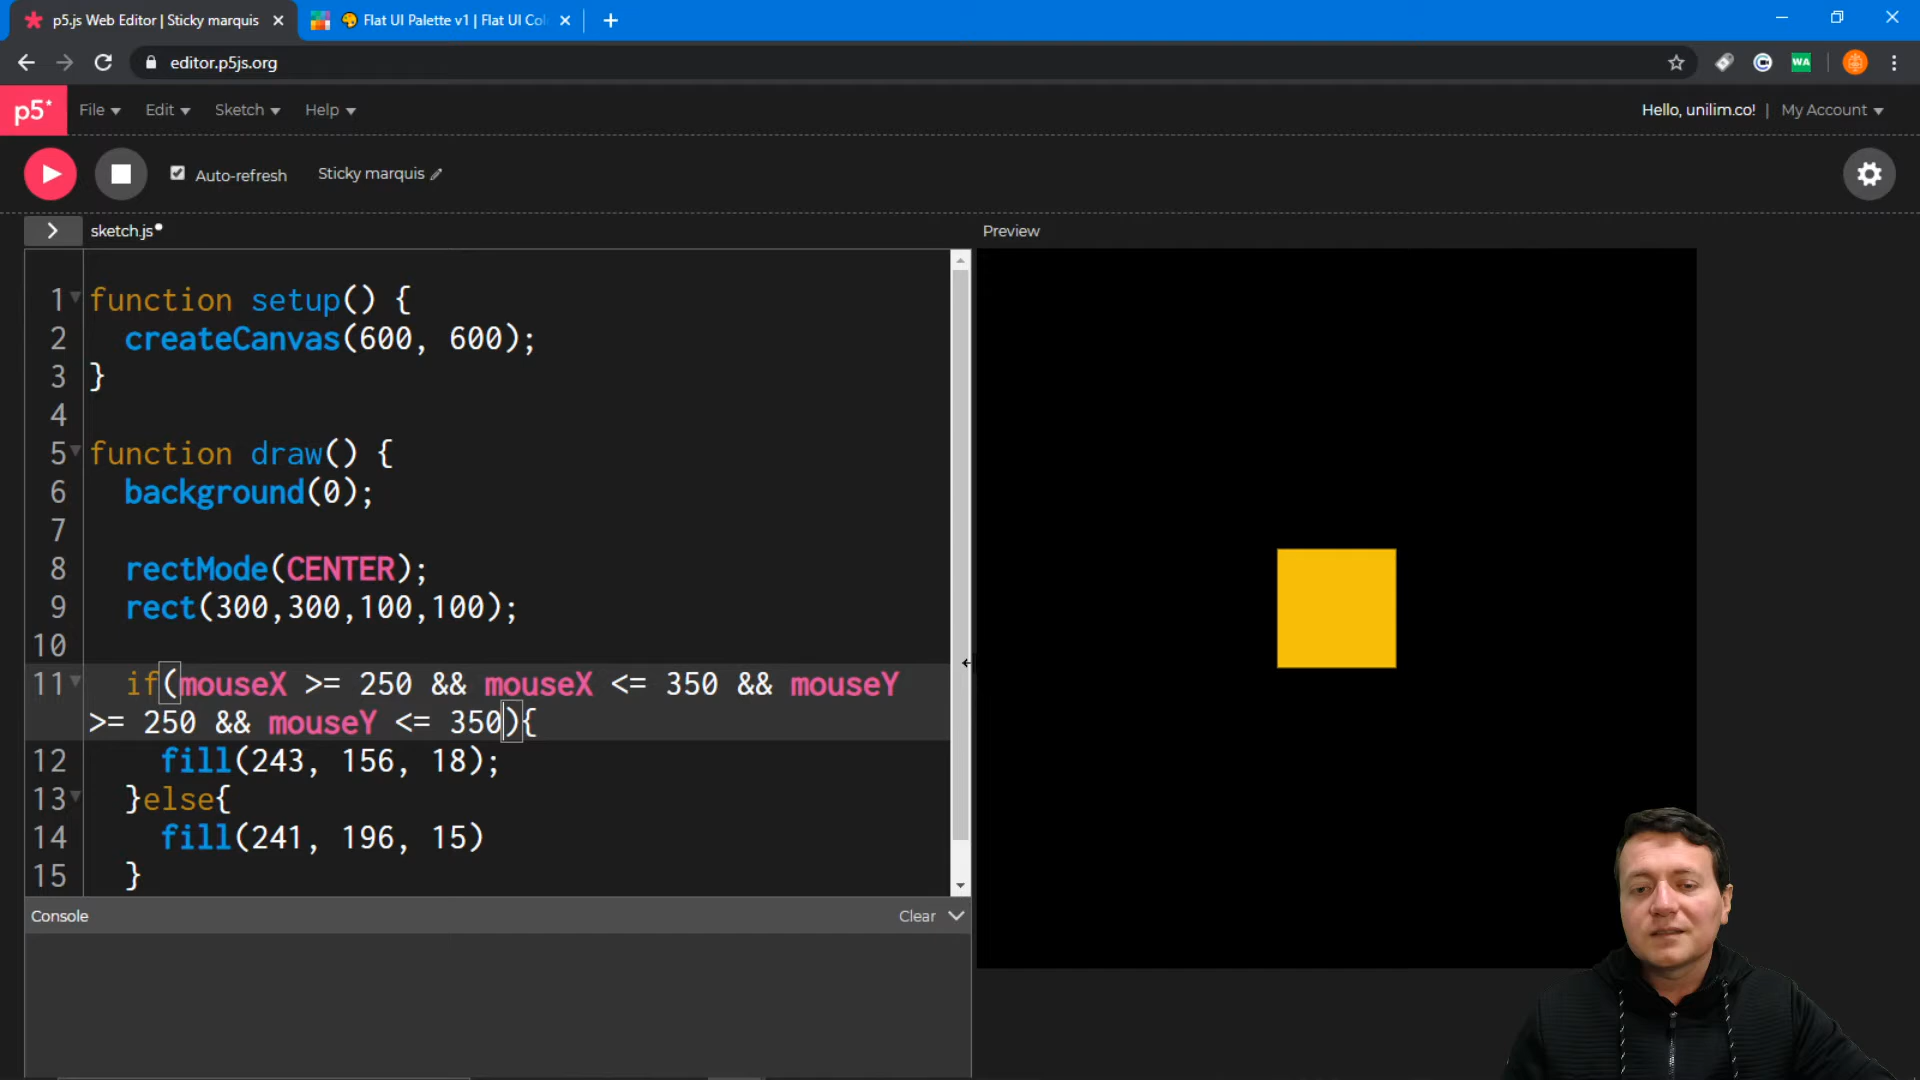 p5.js Web Editor | Sticky marquis
Flat UI Palette v1 | Flat UI Col
editor.p5js.org
WA
p5*
File
Edit
Sketch
Help
Hello, unilim.co! | My Account
Auto-refresh
Sticky marquis
sketch.js
Preview
1 function setup() {
2 createCanvas(600, 600);
3 }
4
5 function draw() {
6 background(0);
7
8 rectMode(CENTER);
9 rect(300,300,100,100);
10
11 if(mouseX >= 250 && mouseX <= 350 && mouseY
>= 250 && mouseY <= 350){
12 fill(243, 156, 18);
13 }else{
14 fill(241, 196, 15)
15 }
Console
Clear